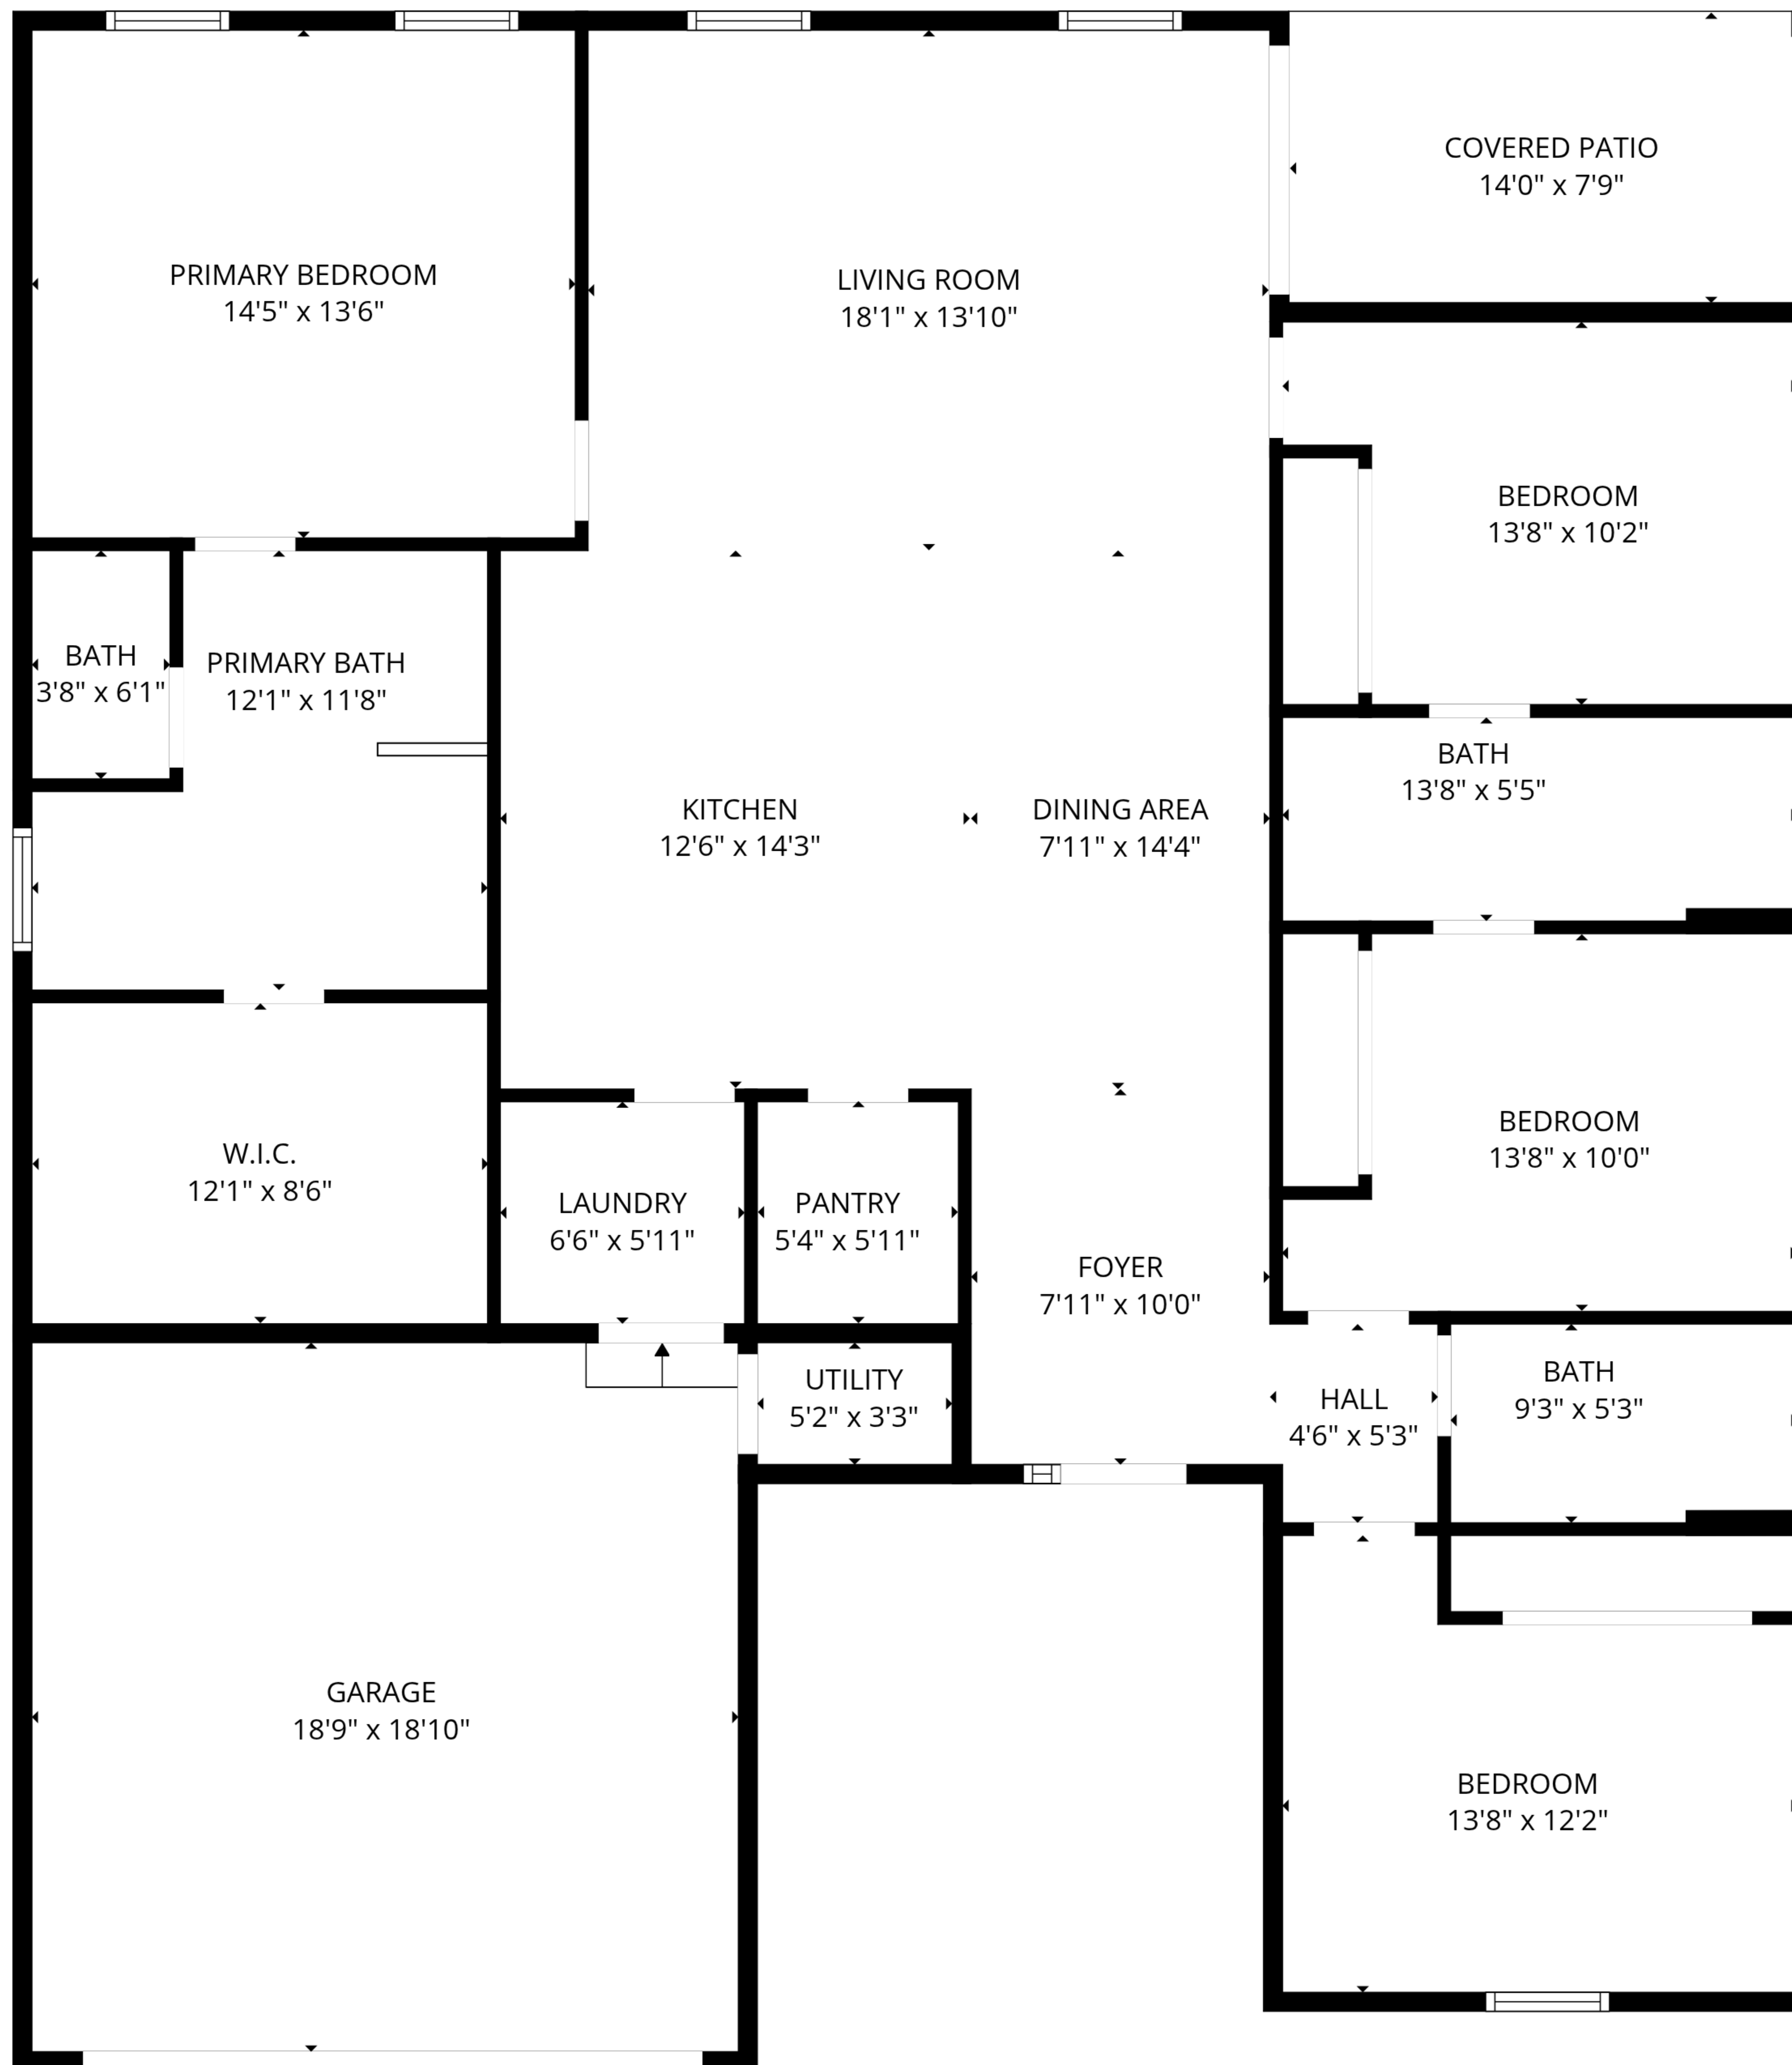 COVERED PATIO
14'0" x 7'9"
PRIMARY BEDROOM
14'5" x 13'6"
LIVING ROOM
18'1" x 13'10"
BEDROOM
13'8" x 10'2"
BATH
3'8" x 6'1"
PRIMARY BATH
12'1" x 11'8"
KITCHEN
12'6" x 14'3"
DINING AREA
7'11" x 14'4"
BATH
13'8" x 5'5"
W.I.C.
12'1" x 8'6"
LAUNDRY
6'6" x 5'11"
PANTRY
5'4" x 5'11"
BEDROOM
13'8" x 10'0"
FOYER
7'11" x 10'0"
UTILITY
5'2" x 3'3"
HALL
4'6" x 5'3"
BATH
9'3" x 5'3"
GARAGE
18'9" x 18'10"
BEDROOM
13'8" x 12'2"